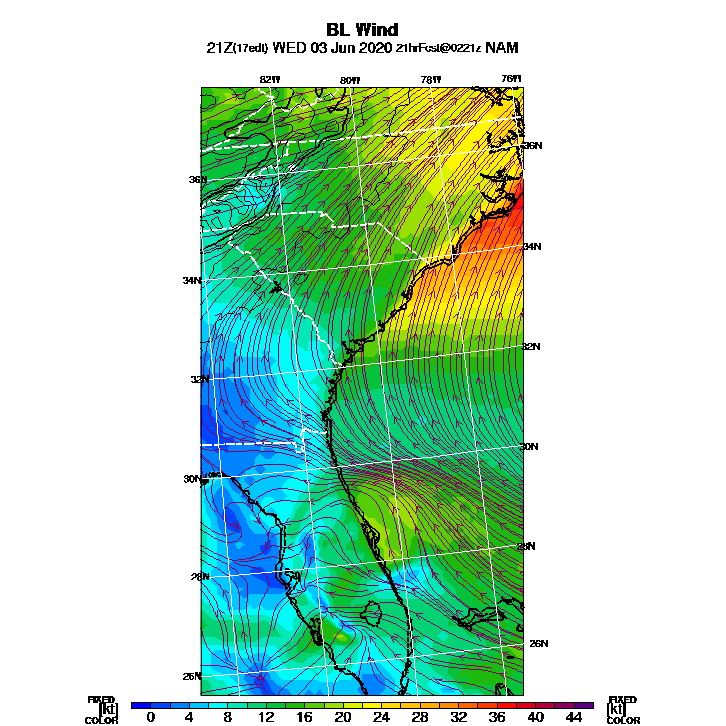 BL Wind
21Z(17edt) WED 03 Jun 2020 21hrFcst@0221z NAM
82W 80W 78W 76W
36N
36N
34N
34N
32N
32N
30N
30N
28N
28N
26N
26N
FIXED FIXED
[kt] 0 4 8 12 16 20 24 28 32 36 40 44 [kt]
COLOR COLOR